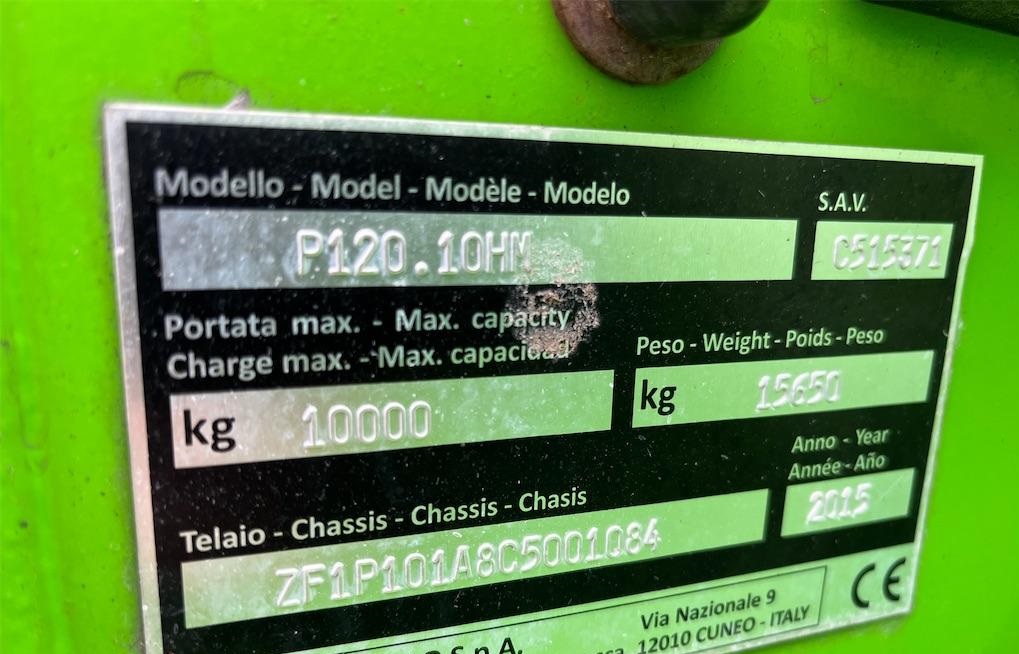 Modello - Model - Modèle - Modelo
S.A.V.
P120.10HM
C515371
Portata max. - Max. capacity
Charge max. - Max. capacidad
Peso - Weight - Poids - Peso
kg 10000
kg 15650
Anno - Year
Année - Año
Telaio - Chassis - Chassis - Chasis
2015
ZF1P101A8C5001084
Via Nazionale 9
12010 CUNEO - ITALY
S.p.A.
CE